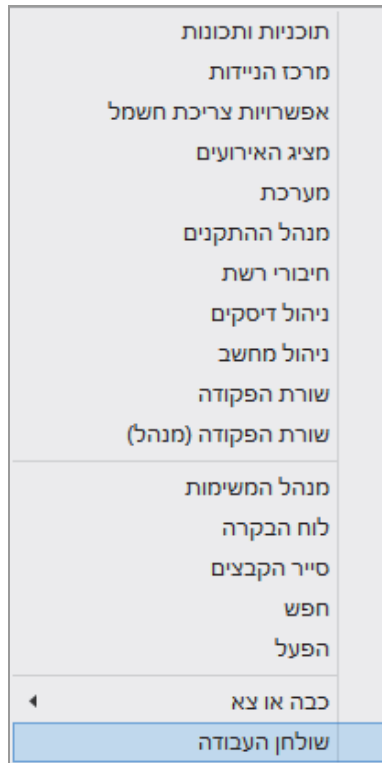 תוכניות ותכונות
מרכז הניידות
אפשרויות צריכת חשמל
מציג האירועים
מערכת
מנהל ההתקנים
חיבורי רשת
ניהול דיסקים
ניהול מחשב
שורת הפקודה
שורת הפקודה (מנהל)
מנהל המשימות
לוח הבקרה
סייר הקבצים
חפש
הפעל
כבה או צא
שולחן העבודה